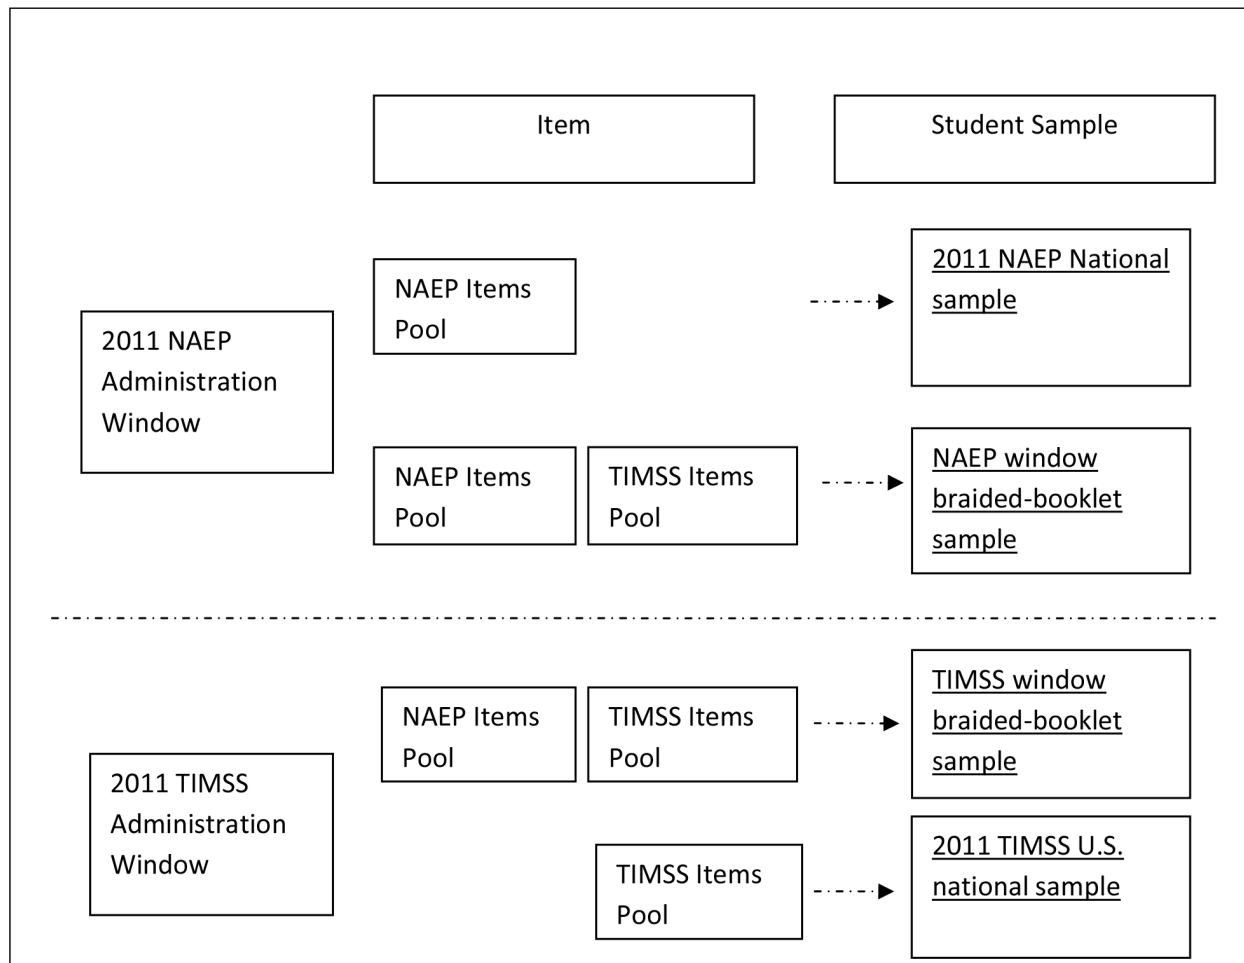 Item
Student Sample
2011 NAEP
Administration
Window
NAEP Items
Pool
2011 NAEP National
sample
NAEP Items
Pool
TIMSS Items
Pool
NAEP window
braided-booklet
sample
2011 TIMSS
Administration
Window
NAEP Items
Pool
TIMSS Items
Pool
TIMSS window
braided-booklet
sample
TIMSS Items
Pool
2011 TIMSS U.S.
national sample